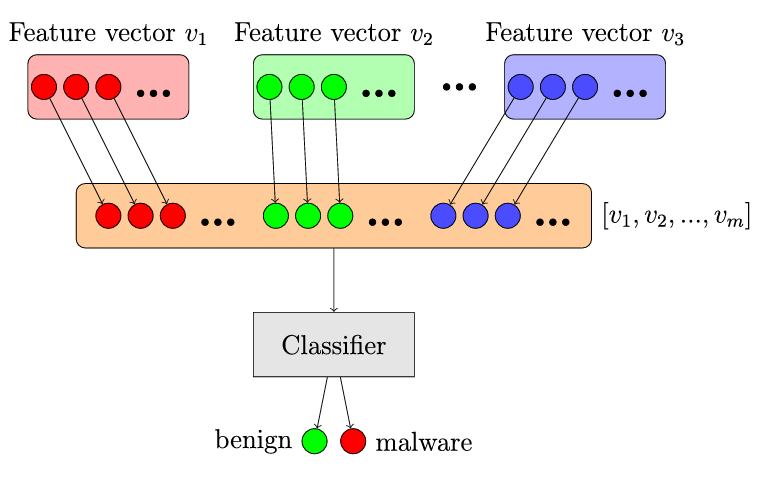 Feature vector v₁
Feature vector v₂
Feature vector v₃
[v₁, v₂, ..., vₘ]
Classifier
benign
malware